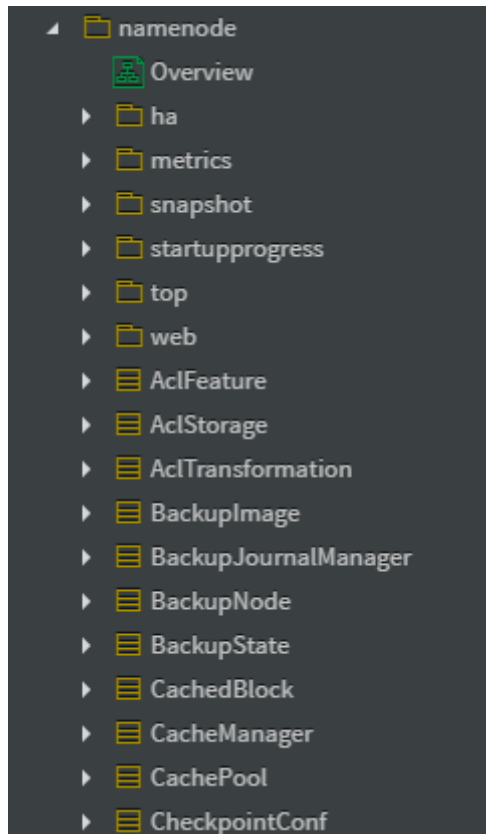 namenode
Overview
ha
metrics
snapshot
startupprogress
top
web
AclFeature
AclStorage
AclTransformation
BackupImage
BackupJournalManager
BackupNode
BackupState
CachedBlock
CacheManager
CachePool
CheckpointConf